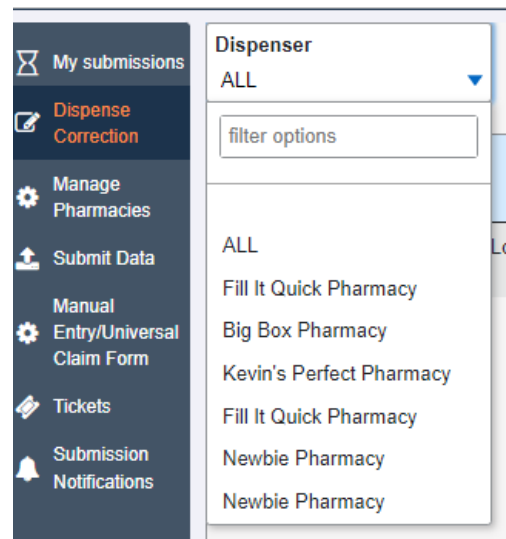 My submissions
Dispense
Correction
Manage
Pharmacies
Submit Data
Manual
Entry/Universal
Claim Form
Tickets
Submission
Notifications
Dispenser
ALL
filter options
ALL
Fill It Quick Pharmacy
Big Box Pharmacy
Kevin's Perfect Pharmacy
Fill It Quick Pharmacy
Newbie Pharmacy
Newbie Pharmacy